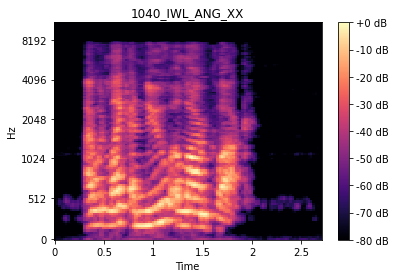 1040_IWL_ANG_XX
+0 dB
8192
-10 dB
4096
-20 dB
-30 dB
2048
Hz
-40 dB
1024
-50 dB
-60 dB
512
-70 dB
0
-80 dB
0 0.5 1 1.5 2 2.5
Time